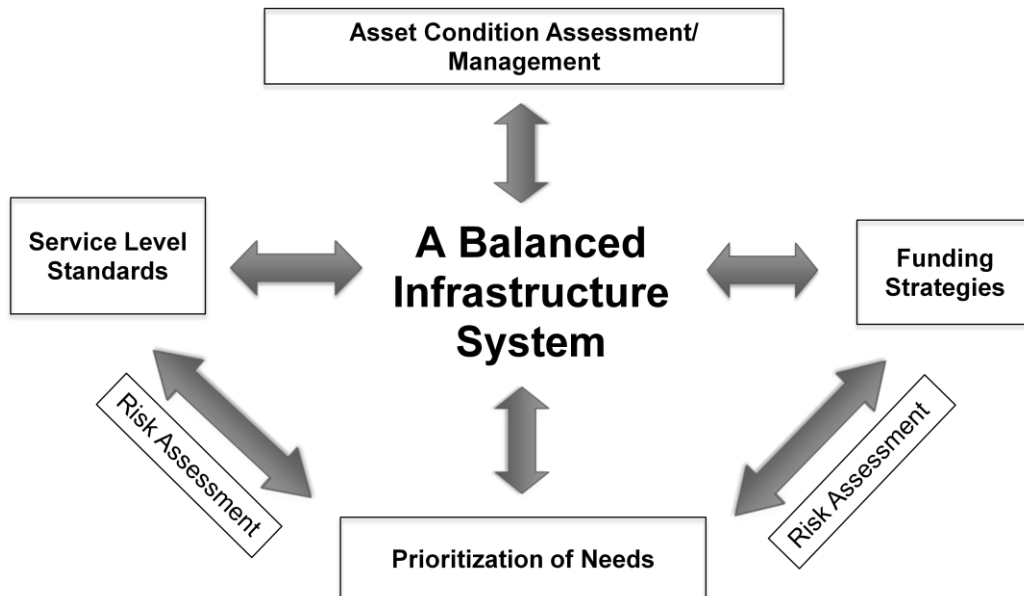 Asset Condition Assessment/
Management
Service Level
Standards
A Balanced
Infrastructure
System
Funding
Strategies
Risk Assessment
Risk Assessment
Prioritization of Needs